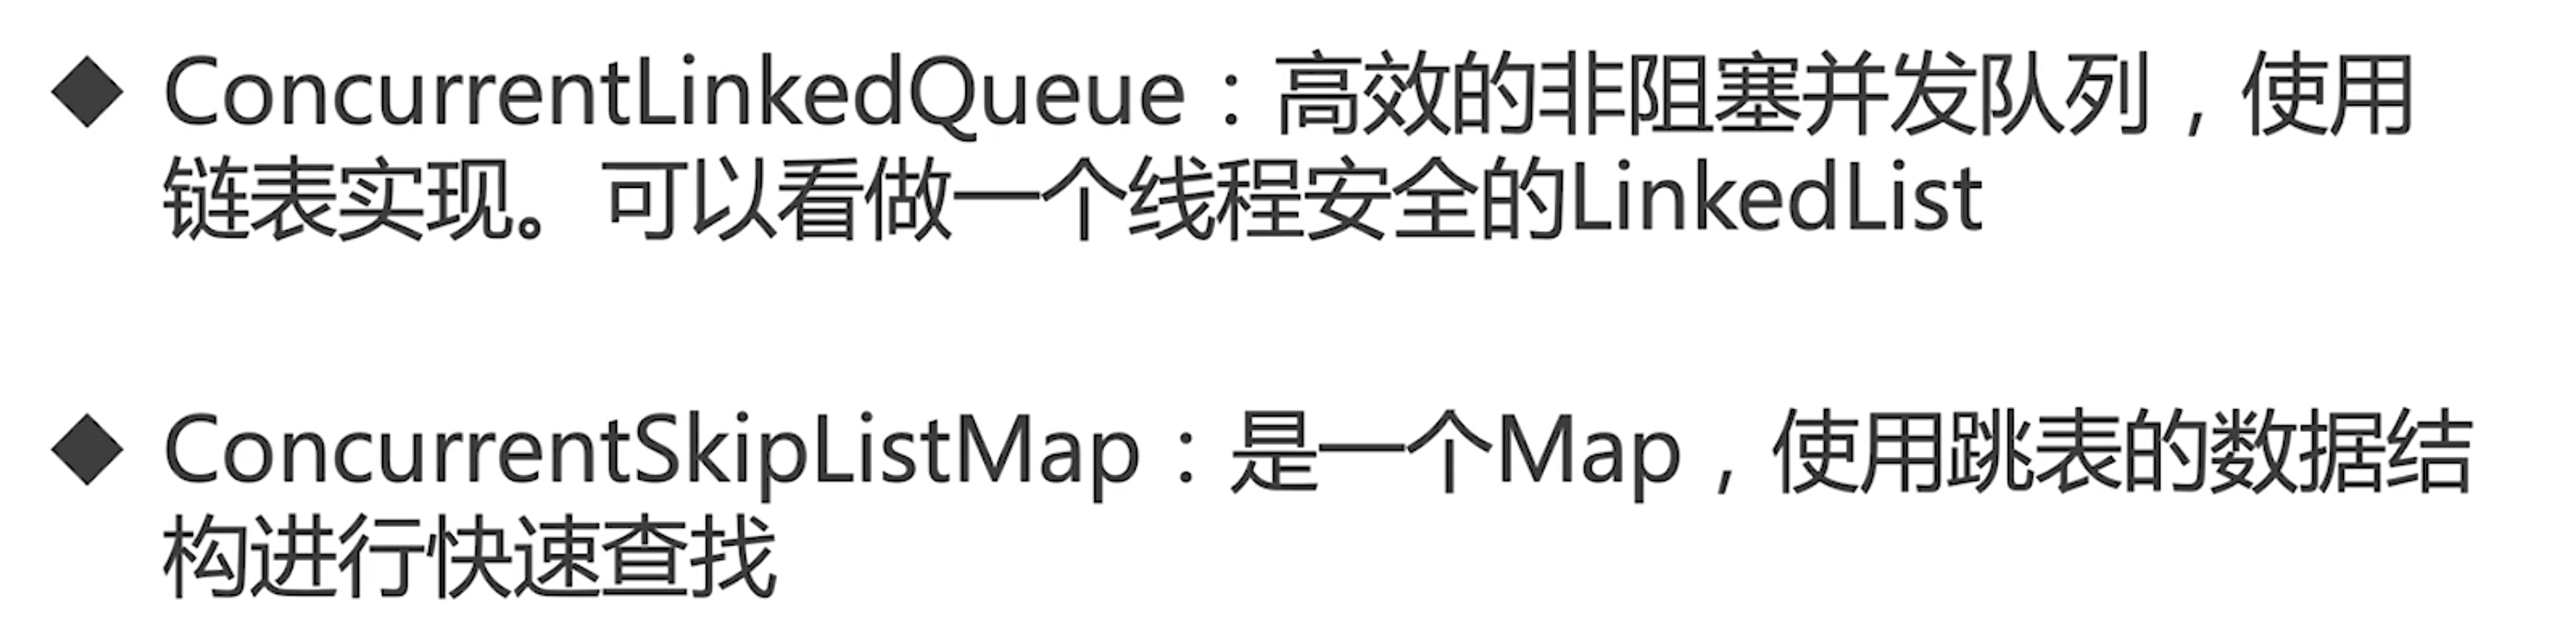 ◆ ConcurrentLinkedQueue：高效的非阻塞并发队列，使用
链表实现。可以看做一个线程安全的LinkedList
◆ ConcurrentSkipListMap：是一个Map，使用跳表的数据结
构进行快速查找